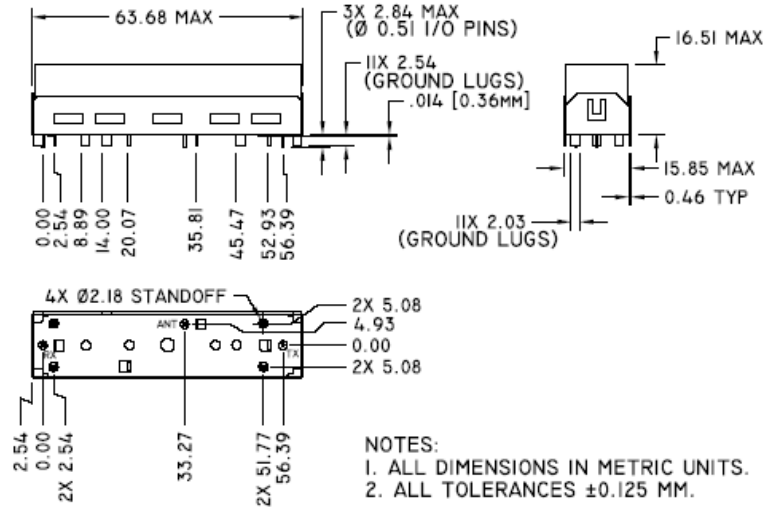 63.68 MAX
3X 2.84 MAX
(Ø 0.51 I/O PINS)
11X 2.54
(GROUND LUGS)
.014 [0.36MM]
16.51 MAX
15.85 MAX
0.46 TYP
11X 2.03
(GROUND LUGS)
0.00
2.54
8.89
14.00
20.07
35.81
45.47
52.93
56.39
4X Ø2.18 STANDOFF
2X 5.08
4.93
0.00
2X 5.08
ANT
RX
TX
2.54
0.00
2X 2.54
33.27
2X 51.77
56.39
NOTES:
1. ALL DIMENSIONS IN METRIC UNITS.
2. ALL TOLERANCES ±0.125 MM.